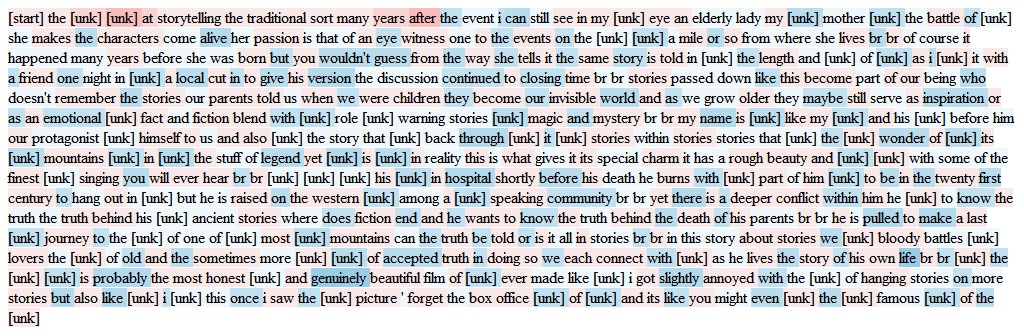 [start] the [unk] [unk] at storytelling the traditional sort many years after the event i can still see in my [unk] eye an elderly lady my [unk] mother [unk] the battle of [unk]
she makes the characters come alive her passion is that of an eye witness one to the events on the [unk] [unk] a mile or so from where she lives br br of course it
happened many years before she was born but you wouldn't guess from the way she tells it the same story is told in [unk] the length and [unk] of [unk] as i [unk] it with
a friend one night in [unk] a local cut in to give his version the discussion continued to closing time br br stories passed down like this become part of our being who
doesn't remember the stories our parents told us when we were children they become our invisible world and as we grow older they maybe still serve as inspiration or
as an emotional [unk] fact and fiction blend with [unk] role [unk] warning stories [unk] magic and mystery br br my name is [unk] like my [unk] and his [unk] before him
our protagonist [unk] himself to us and also [unk] the story that [unk] back through [unk] it [unk] stories within stories stories that [unk] the [unk] wonder of [unk] its
[unk] mountains [unk] in [unk] the stuff of legend yet [unk] is [unk] in reality this is what gives it its special charm it has a rough beauty and [unk] [unk] with some of the
finest [unk] singing you will ever hear br br [unk] [unk] [unk] his [unk] in hospital shortly before his death he burns with [unk] part of him [unk] to be in the twenty first
century to hang out in [unk] but he is raised on the western [unk] among a [unk] speaking community br br yet there is a deeper conflict within him he [unk] to know the
truth the truth behind his [unk] ancient stories where does fiction end and he wants to know the truth behind the death of his parents br br he is pulled to make a last
[unk] journey to the [unk] of one of [unk] most [unk] mountains can the truth be told or is it all in stories br br in this story about stories we [unk] bloody battles [unk]
lovers the [unk] of old and the sometimes more [unk] [unk] of accepted truth in doing so we each connect with [unk] as he lives the story of his own life br br [unk] the
[unk] [unk] is probably the most honest [unk] and genuinely beautiful film of [unk] ever made like [unk] i got slightly annoyed with the [unk] of hanging stories on more
stories but also like [unk] i [unk] this once i saw the [unk] picture ' forget the box office [unk] of [unk] and its like you might even [unk] the [unk] famous [unk] of the
[unk]